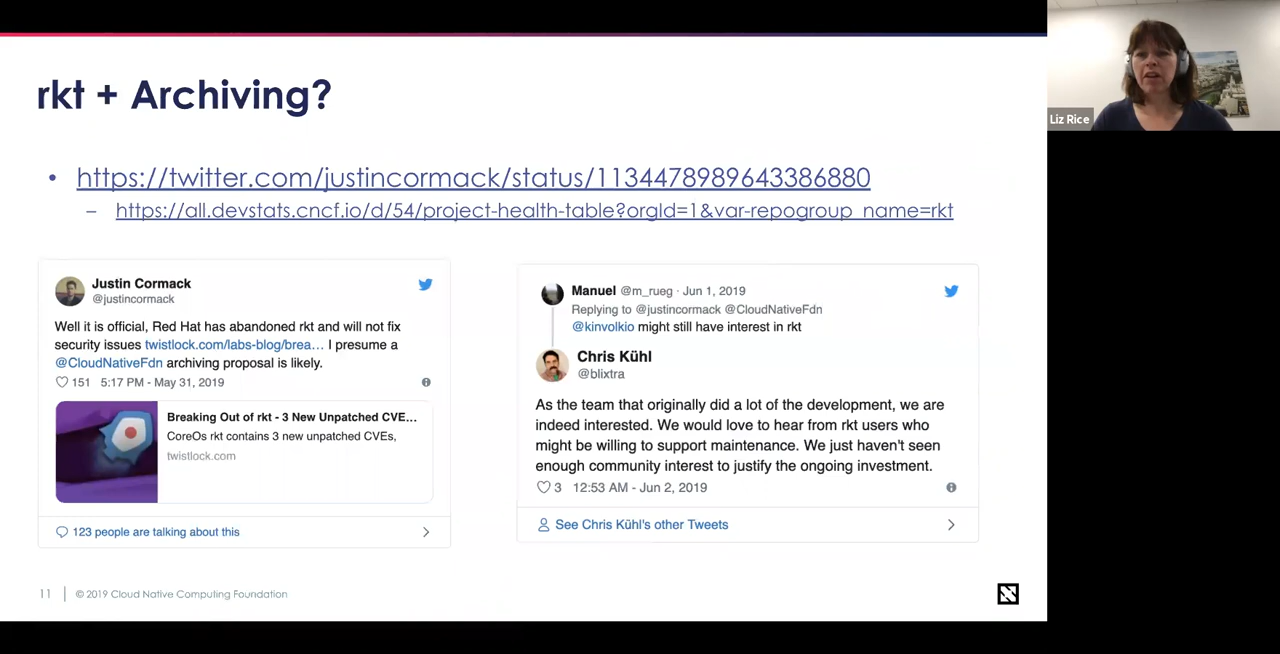 rkt + Archiving?
• https://twitter.com/justincormack/status/1134478989643386880
– https://all.devstats.cncf.io/d/54/project-health-table?orgId=1&var-repogroup_name=rkt
Justin Cormack
@justincormack
Well it is official, Red Hat has abandoned rkt and will not fix
security issues twistlock.com/labs-blog/brea… I presume a
@CloudNativeFdn archiving proposal is likely.
151 5:17 PM - May 31, 2019
Breaking Out of rkt - 3 New Unpatched CVE...
CoreOs rkt contains 3 new unpatched CVEs,
twistlock.com
123 people are talking about this
Manuel @m_rueg · Jun 1, 2019
Replying to @justincormack @CloudNativeFdn
@kinvolkio might still have interest in rkt
Chris Kühl
@blixtra
As the team that originally did a lot of the development, we are
indeed interested. We would love to hear from rkt users who
might be willing to support maintenance. We just haven't seen
enough community interest to justify the ongoing investment.
3 12:53 AM - Jun 2, 2019
See Chris Kühl's other Tweets
11 | © 2019 Cloud Native Computing Foundation
Liz Rice